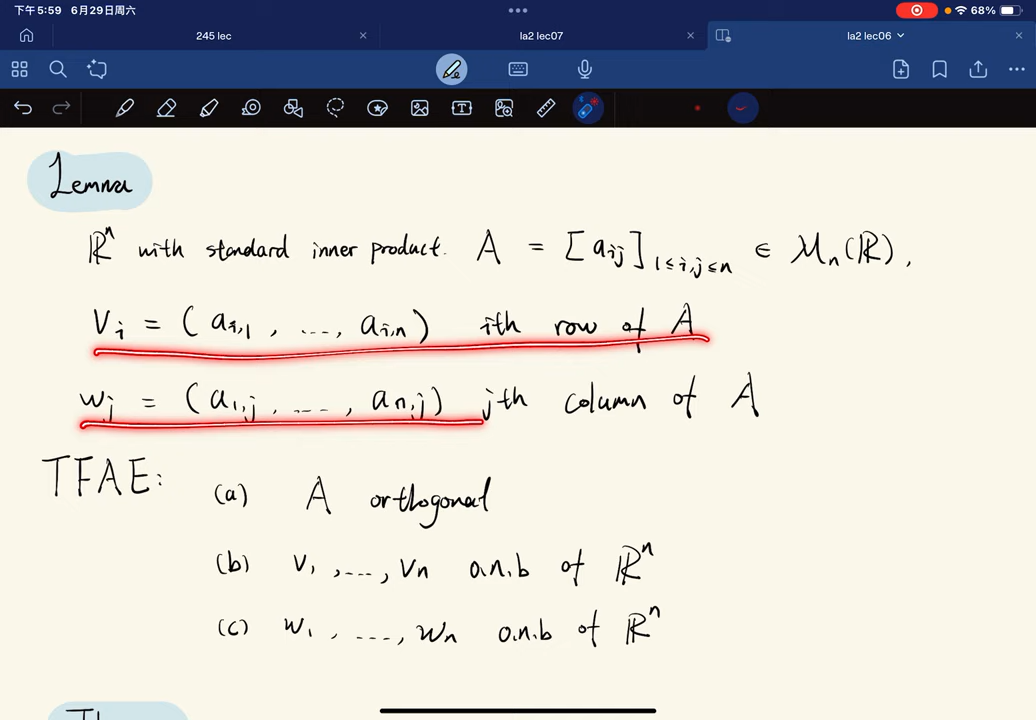 下午5:59 6月29日周六
68%
245 lec
la2 lec07
la2 lec06
Lemma
ℝⁿ with standard inner product. A = [aᵢⱼ]₁≤ᵢ,ⱼ≤ₙ ∈ Mₙ(ℝ),
Vᵢ = (aᵢ,₁, ..., aᵢ,ₙ) ith row of A
wⱼ = (a₁,ⱼ, ..., aₙ,ⱼ) jth column of A
TFAE:
(a) A orthogonal
(b) v₁, ..., vₙ o.n.b of ℝⁿ
(c) w₁, ..., wₙ o.n.b of ℝⁿ